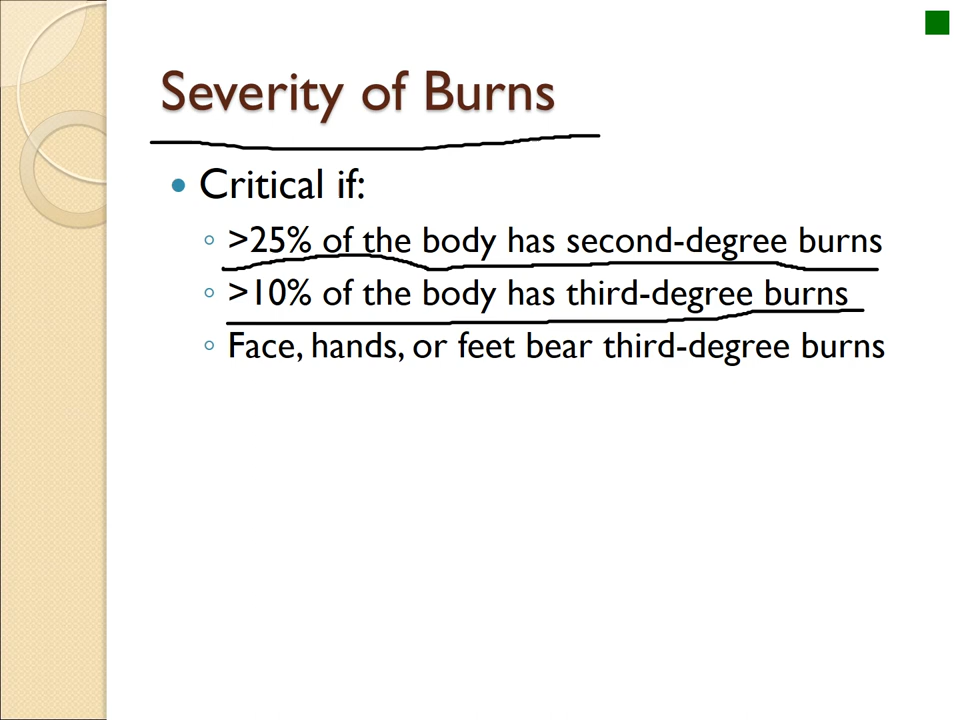 Severity of Burns
Critical if:
>25% of the body has second-degree burns
>10% of the body has third-degree burns
Face, hands, or feet bear third-degree burns